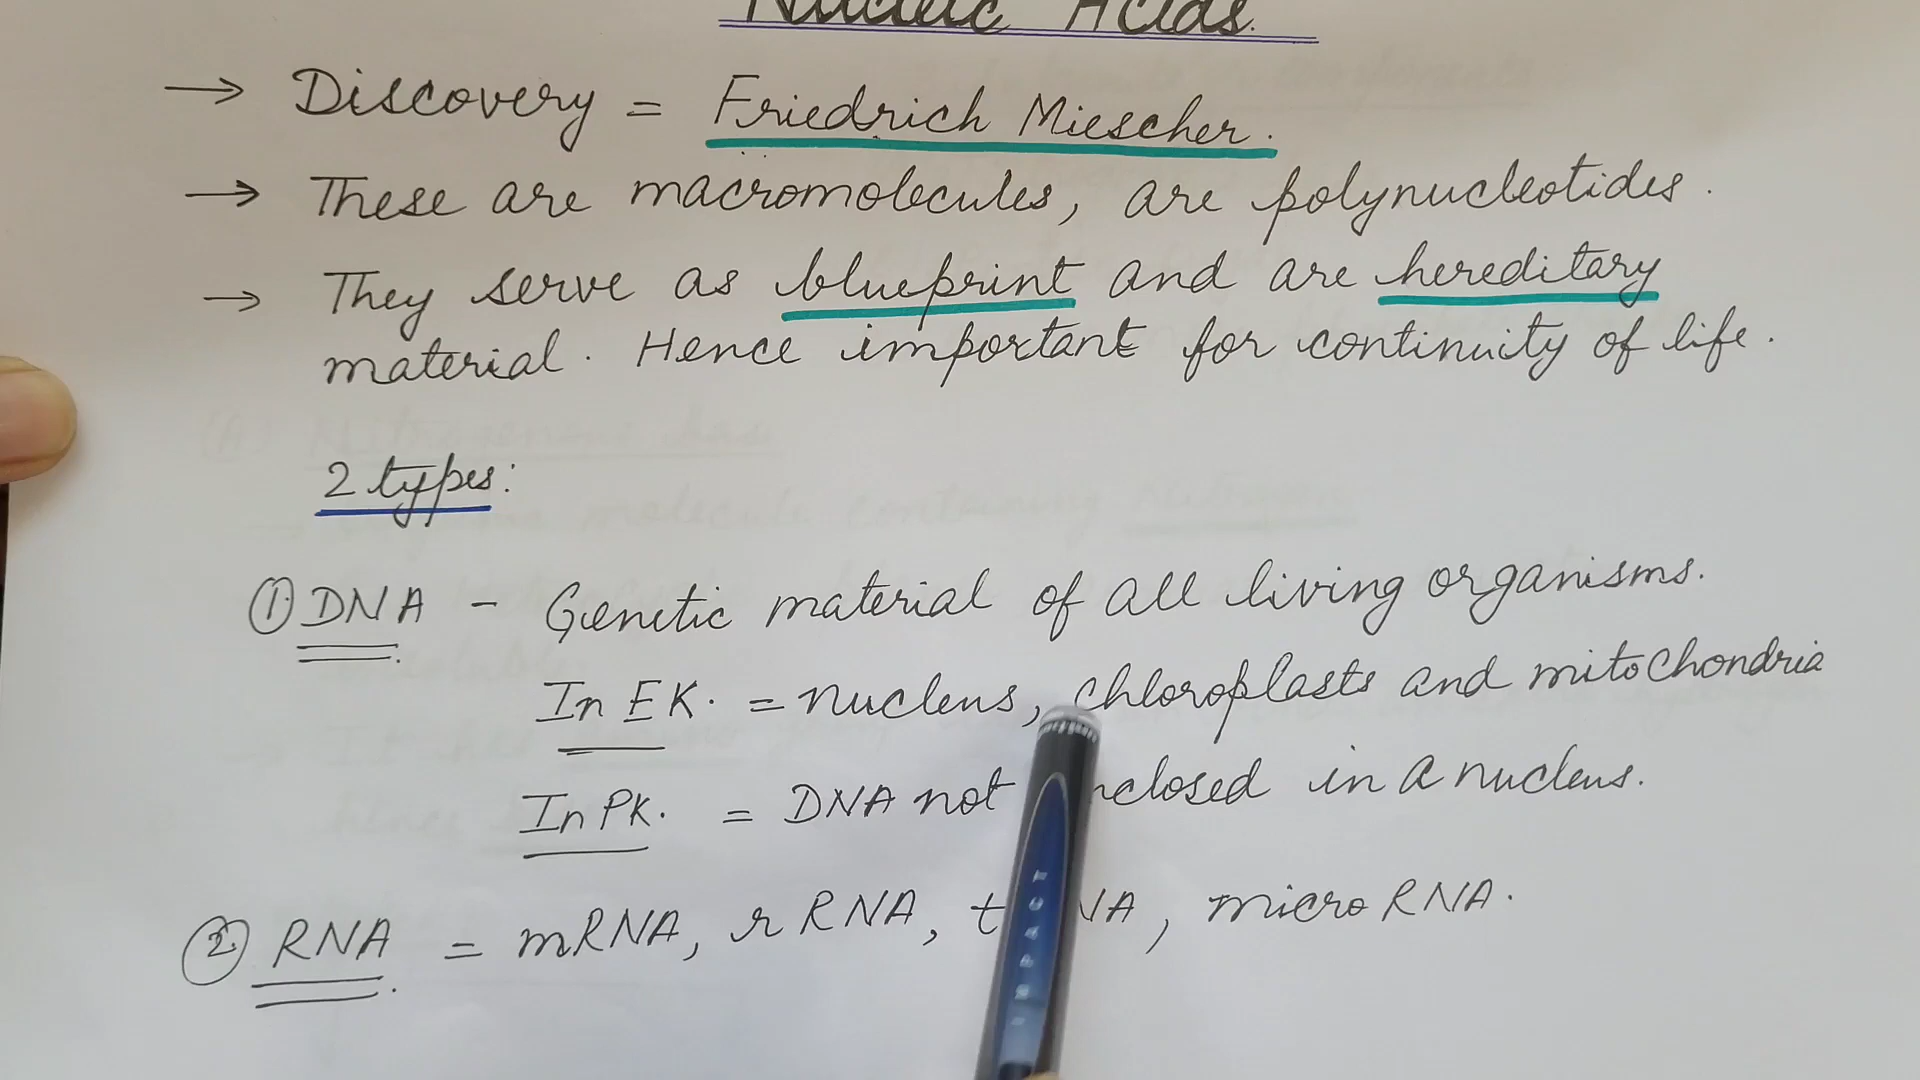 Nucleic Acids.
→ Discovery = Friedrich Miescher.
→ These are macromolecules, are polynucleotides.
→ They serve as blueprint and are hereditary
material. Hence important for continuity of life.
2 types:
① DNA - Genetic material of all living organisms.
In EK. = nucleus, chloroplasts and mitochondria
In PK. = DNA not nclosed in a nucleus.
② RNA = mRNA, rRNA, t NA, micro RNA.